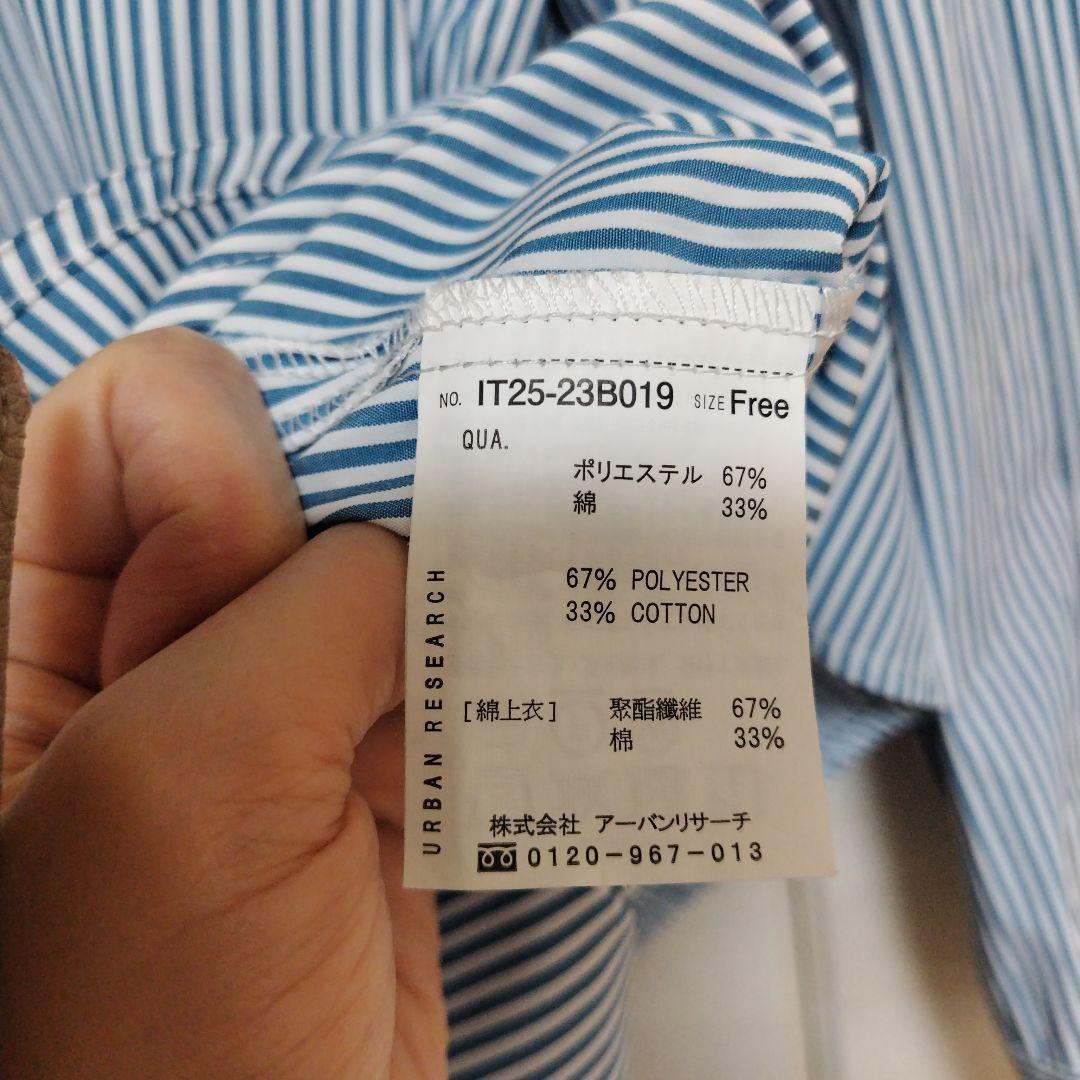 NO. IT25-23B019 SIZE Free
QUA.
ポリエステル 67%
綿 33%
67% POLYESTER
33% COTTON
[綿上衣] 聚酯纖維 67%
棉 33%
URBAN RESEARCH
株式会社 アーバンリサーチ
0120-967-013